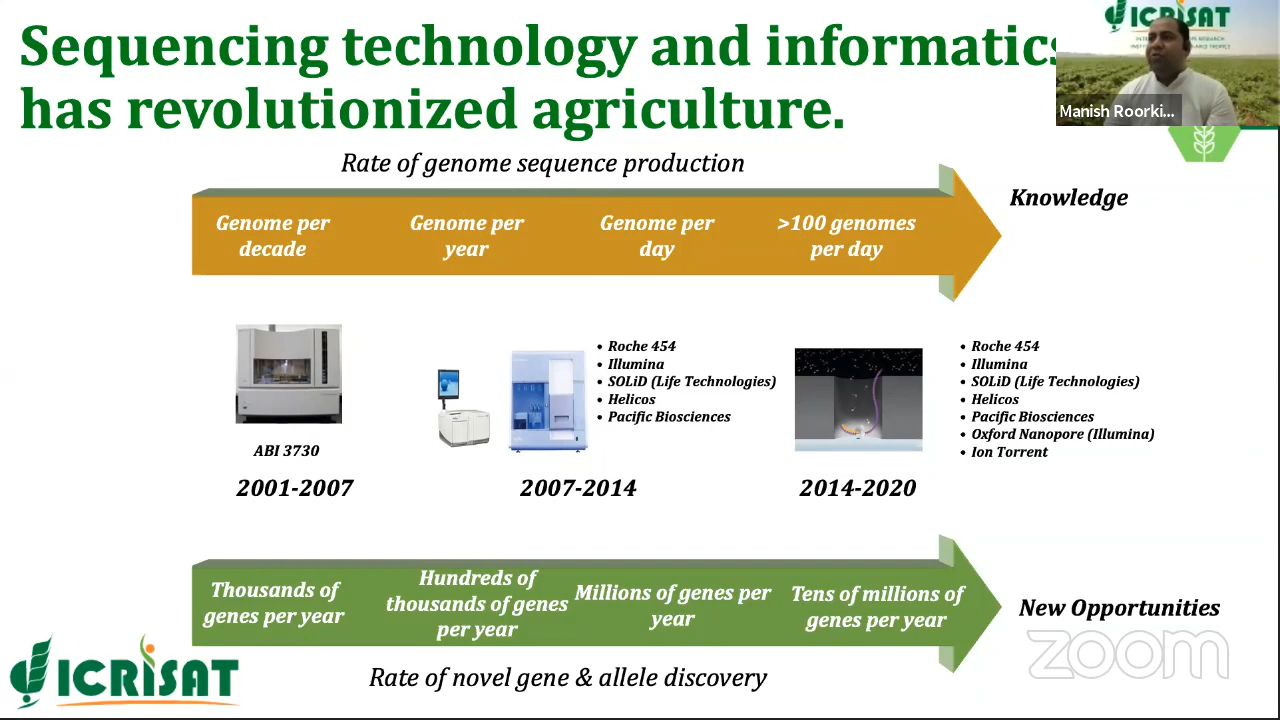 Sequencing technology and informatics
has revolutionized agriculture.
ICRISAT
Manish Roorki...
Rate of genome sequence production
Knowledge
Genome per
decade
Genome per
year
Genome per
day
>100 genomes
per day
ABI 3730
2001-2007
• Roche 454
• Illumina
• SOLiD (Life Technologies)
• Helicos
• Pacific Biosciences
2007-2014
• Roche 454
• Illumina
• SOLiD (Life Technologies)
• Helicos
• Pacific Biosciences
• Oxford Nanopore (Illumina)
• Ion Torrent
2014-2020
Thousands of
genes per year
Hundreds of
thousands of genes
per year
Millions of genes per
year
Tens of millions of
genes per year
New Opportunities
Rate of novel gene & allele discovery
ICRISAT
zoom